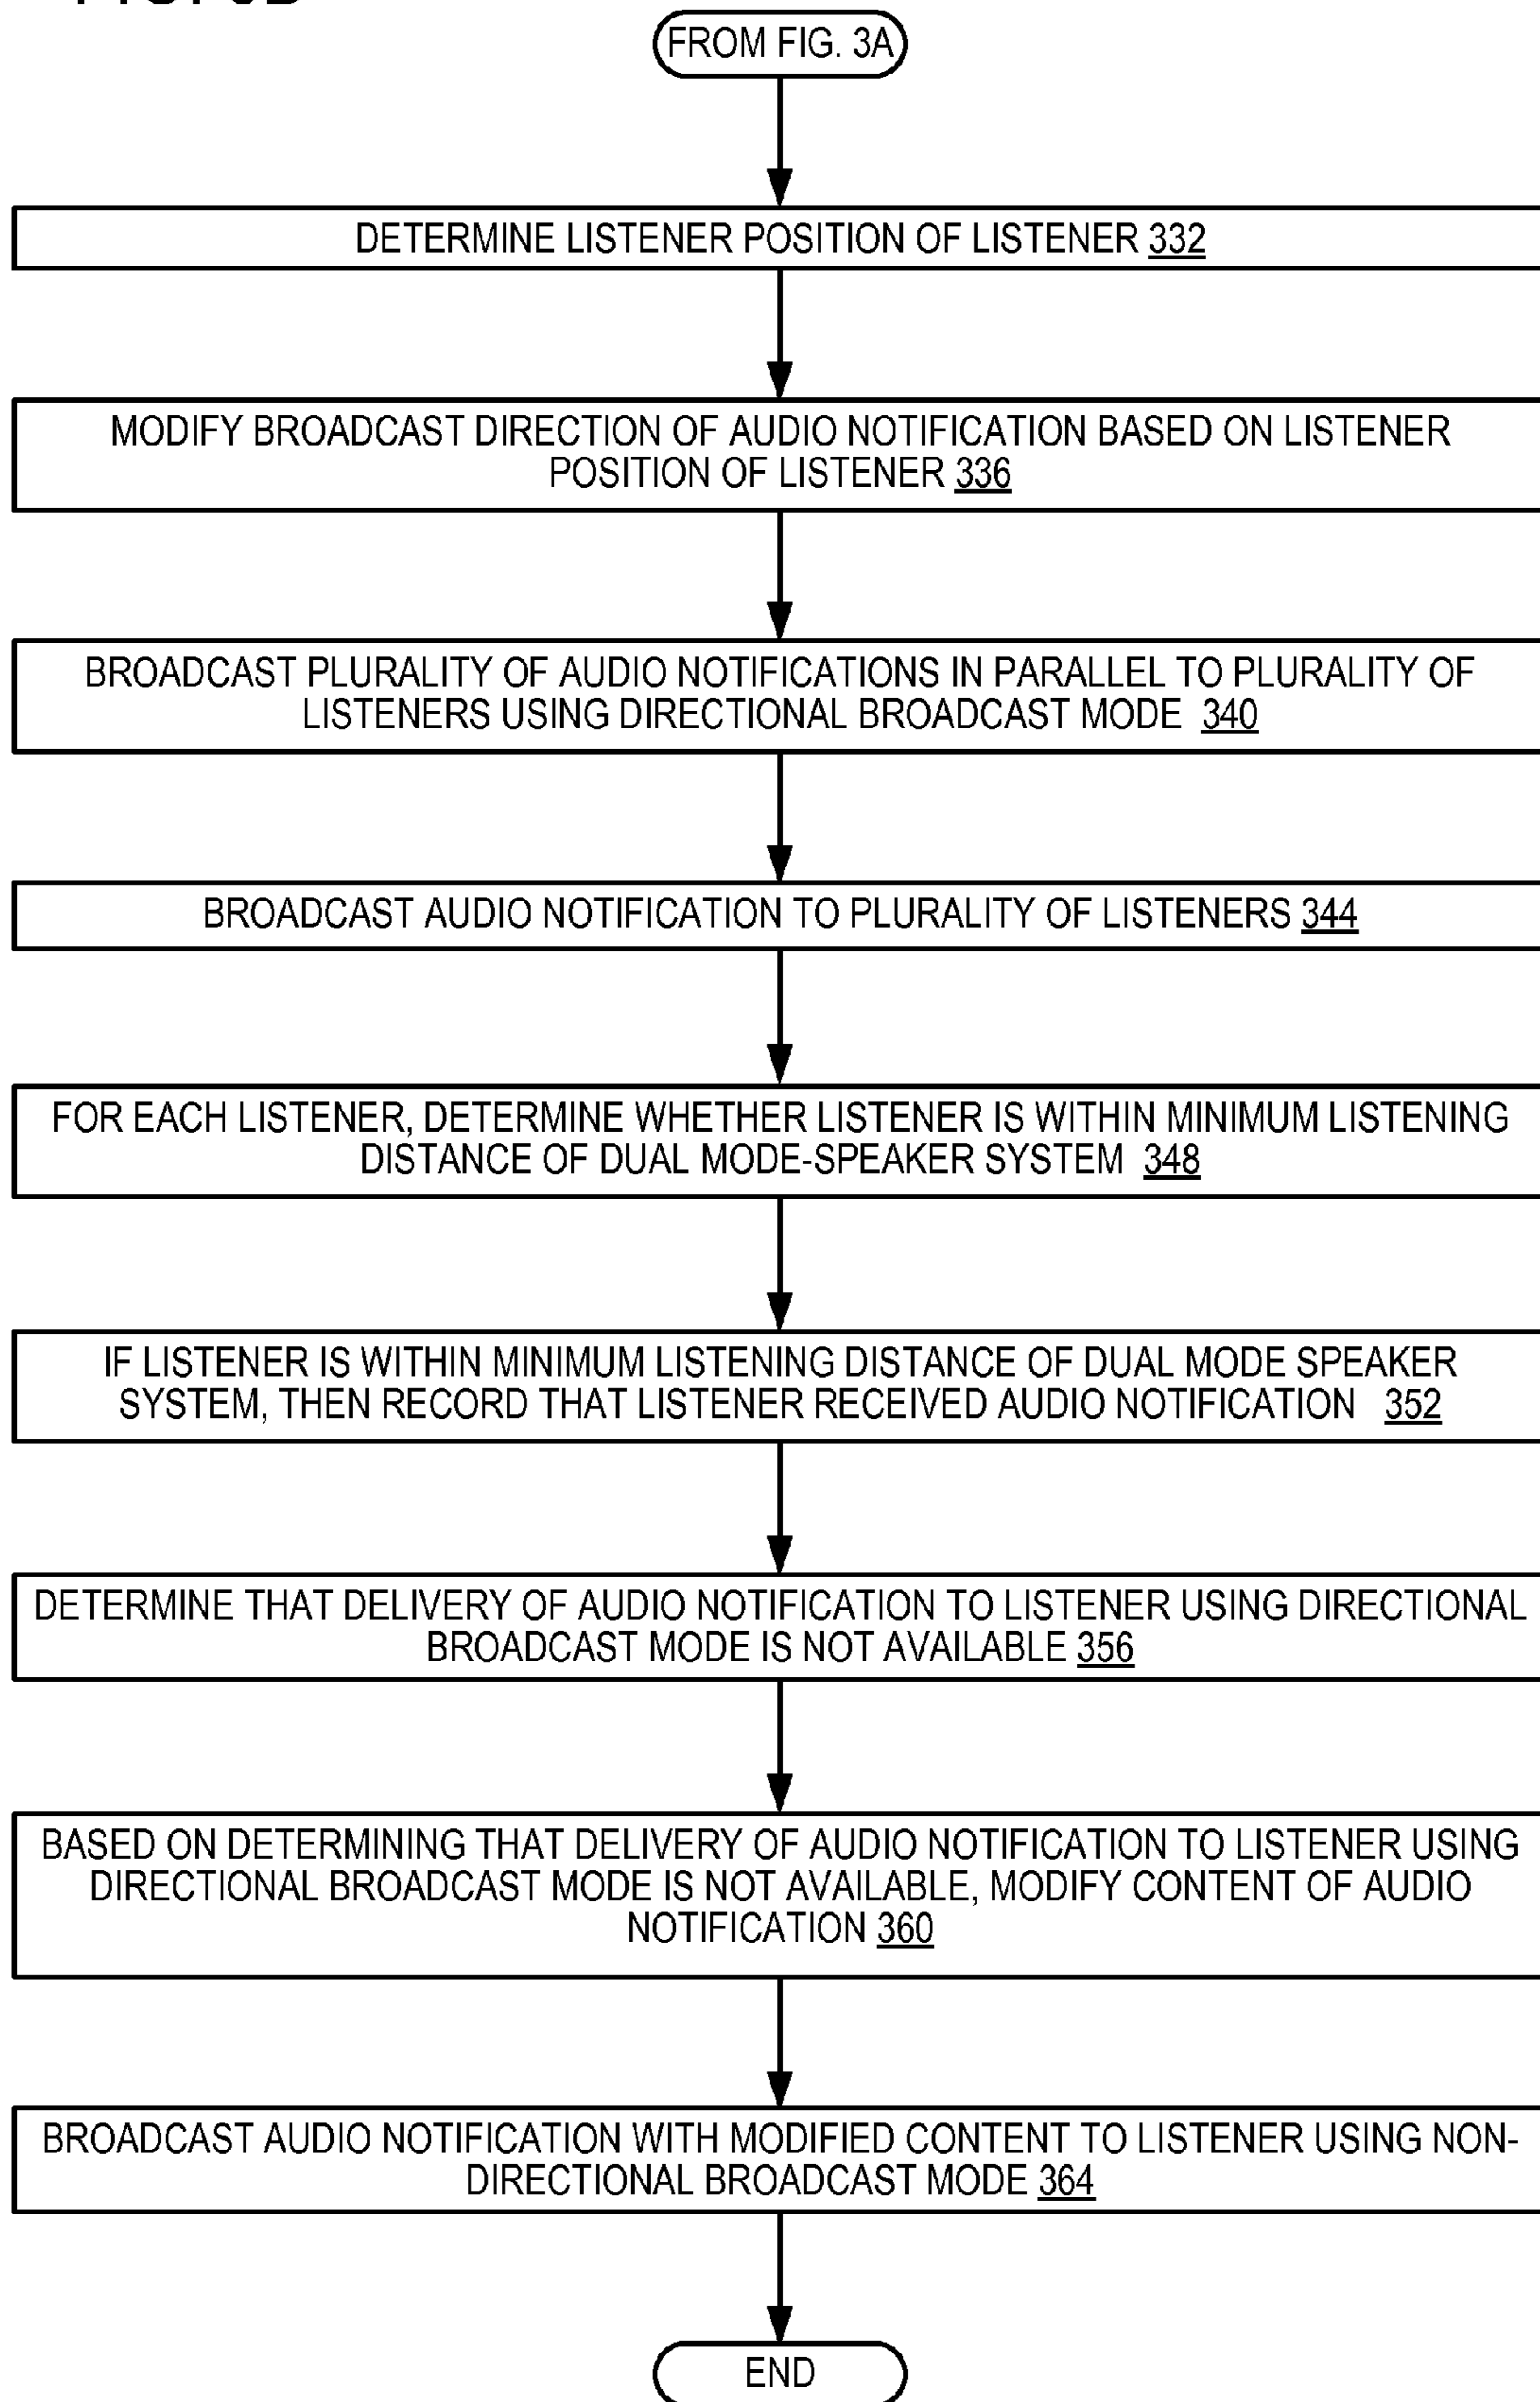 FROM FIG. 3A
DETERMINE LISTENER POSITION OF LISTENER 332
MODIFY BROADCAST DIRECTION OF AUDIO NOTIFICATION BASED ON LISTENER
POSITION OF LISTENER 336
BROADCAST PLURALITY OF AUDIO NOTIFICATIONS IN PARALLEL TO PLURALITY OF
LISTENERS USING DIRECTIONAL BROADCAST MODE 340
BROADCAST AUDIO NOTIFICATION TO PLURALITY OF LISTENERS 344
FOR EACH LISTENER, DETERMINE WHETHER LISTENER IS WITHIN MINIMUM LISTENING
DISTANCE OF DUAL MODE-SPEAKER SYSTEM 348
IF LISTENER IS WITHIN MINIMUM LISTENING DISTANCE OF DUAL MODE SPEAKER
SYSTEM, THEN RECORD THAT LISTENER RECEIVED AUDIO NOTIFICATION 352
DETERMINE THAT DELIVERY OF AUDIO NOTIFICATION TO LISTENER USING DIRECTIONAL
BROADCAST MODE IS NOT AVAILABLE 356
BASED ON DETERMINING THAT DELIVERY OF AUDIO NOTIFICATION TO LISTENER USING
DIRECTIONAL BROADCAST MODE IS NOT AVAILABLE, MODIFY CONTENT OF AUDIO
NOTIFICATION 360
BROADCAST AUDIO NOTIFICATION WITH MODIFIED CONTENT TO LISTENER USING NON-
DIRECTIONAL BROADCAST MODE 364
END